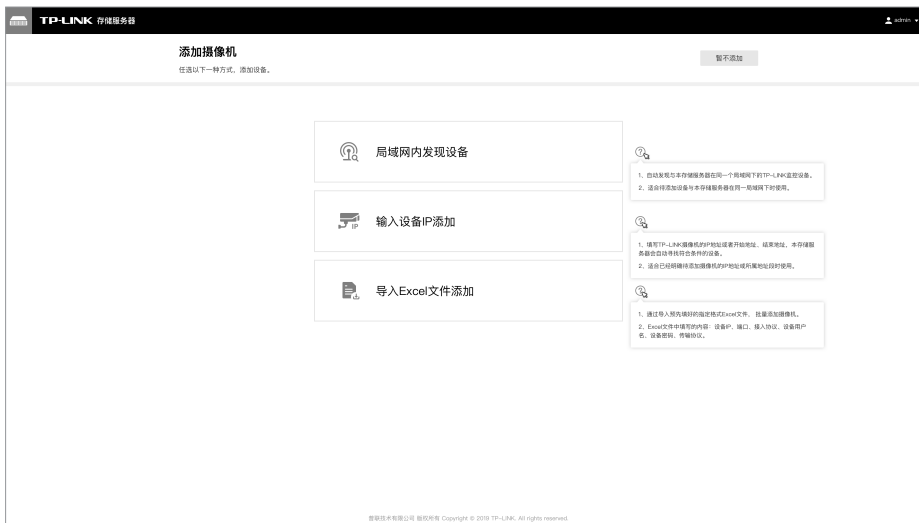 TP-LINK 存储服务器
admin
添加摄像机
任选以下一种方式，添加设备。
暂不添加
局域网内发现设备
1、自动发现与本存储服务器在同一个局域网下的TP-LINK监控设备。
2、适合待添加设备与本存储服务器在同一局域网下时使用。
IP
输入设备IP添加
1、填写TP-LINK摄像机的IP地址或者开始地址、结束地址，本存储服
务器会自动寻找符合条件的设备。
2、适合已经明确待添加摄像机的IP地址或所属地址段时使用。
导入Excel文件添加
1、通过导入预先填好的指定格式Excel文件， 批量添加摄像机。
2、Excel文件中填写的内容：设备IP、端口、接入协议、设备用户
名、设备密码、传输协议。
普联技术有限公司 版权所有 Copyright © 2019 TP-LINK. All rights reserved.